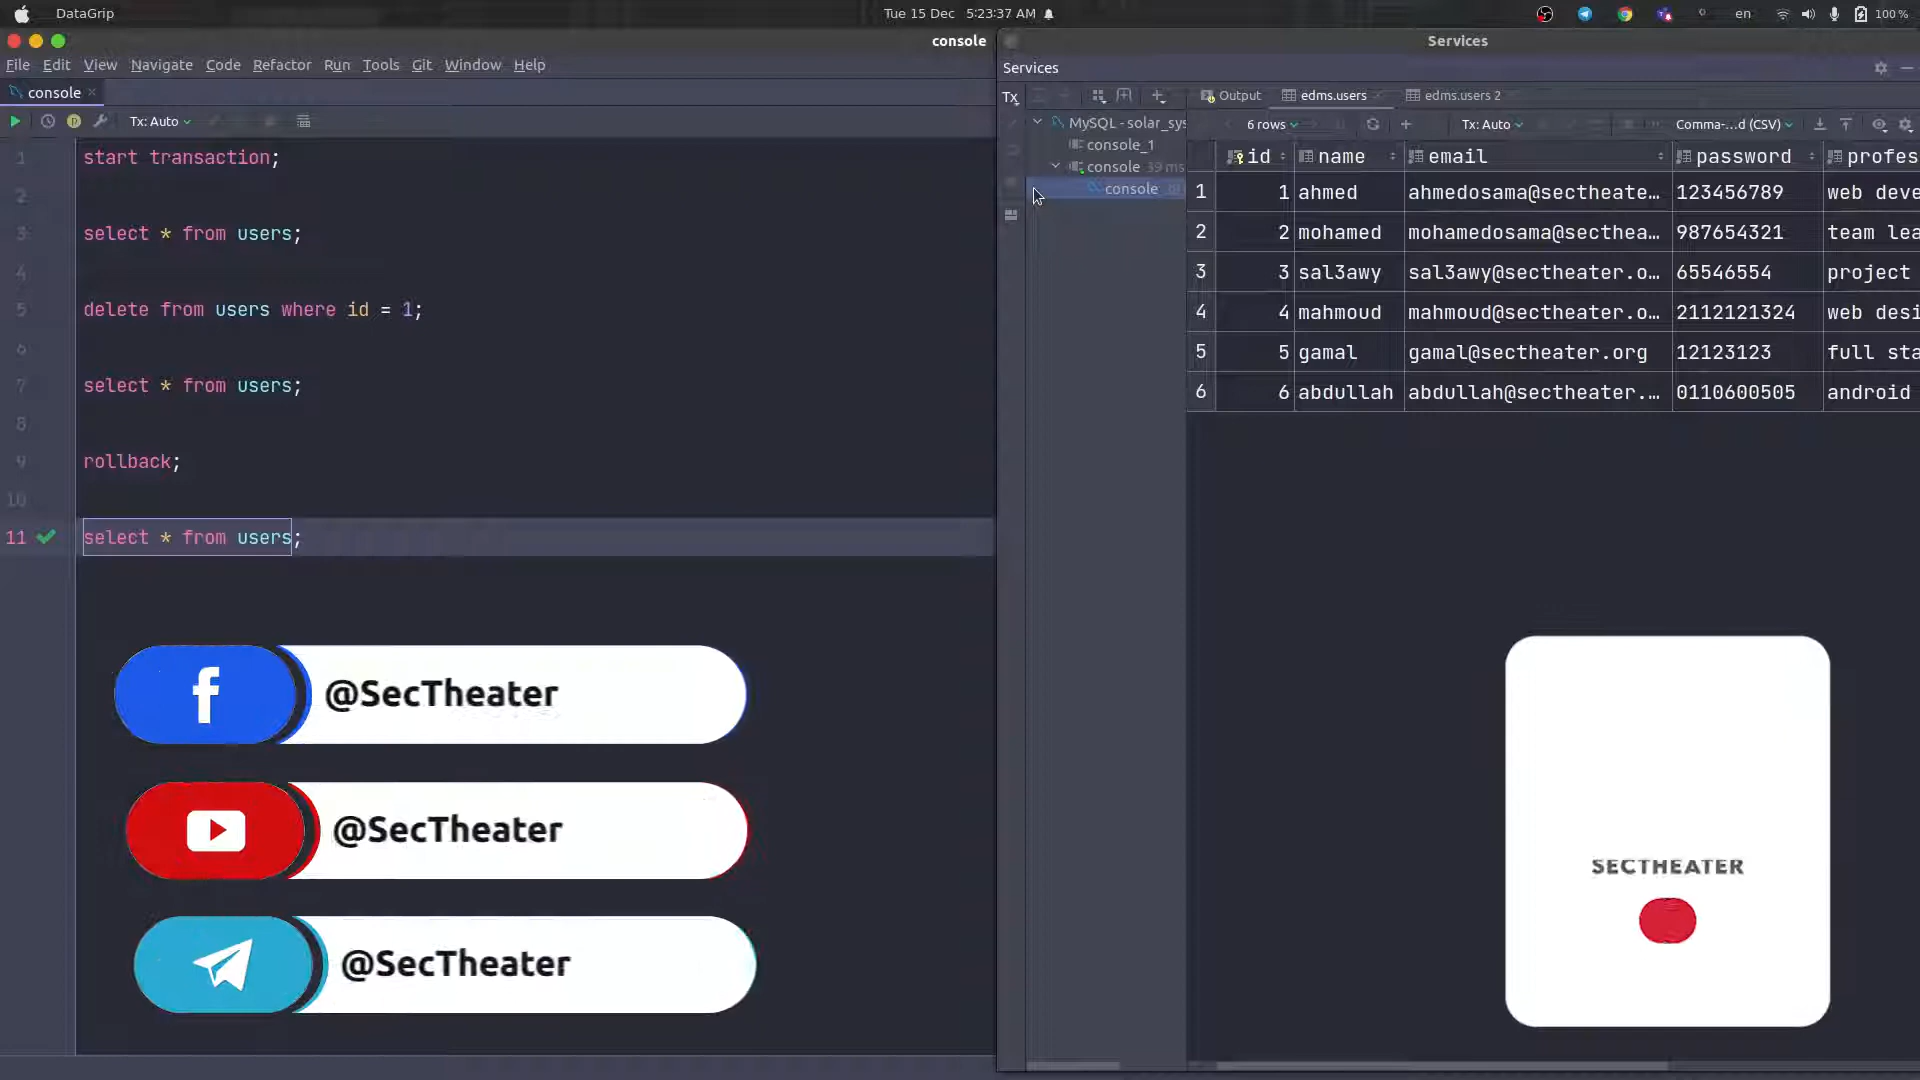 DataGrip
Tue 15 Dec 5:23:37 AM
en
100 %
console
Services
File Edit View Navigate Code Refactor Run Tools Git Window Help
Services
console
Tx
Output
edms.users
edms.users 2
Tx: Auto
6 rows
Tx: Auto
Comma-...d (CSV)
MySQL - solar_sys
console_1
console 39 ms
console
id name email password profes
1 1 ahmed ahmedosama@sectheate… 123456789 web deve
2 2 mohamed mohamedosama@secthea… 987654321 team lea
3 3 sal3awy sal3awy@sectheater.o… 65546554 project
4 4 mahmoud mahmoud@sectheater.o… 2112121324 web desi
5 5 gamal gamal@sectheater.org 12123123 full sta
6 6 abdullah abdullah@sectheater.… 0110600505 android
1 start transaction;
2
3 select * from users;
4
5 delete from users where id = 1;
6
7 select * from users;
8
9 rollback;
10
11 select * from users;
@SecTheater
@SecTheater
@SecTheater
SECTHEATER